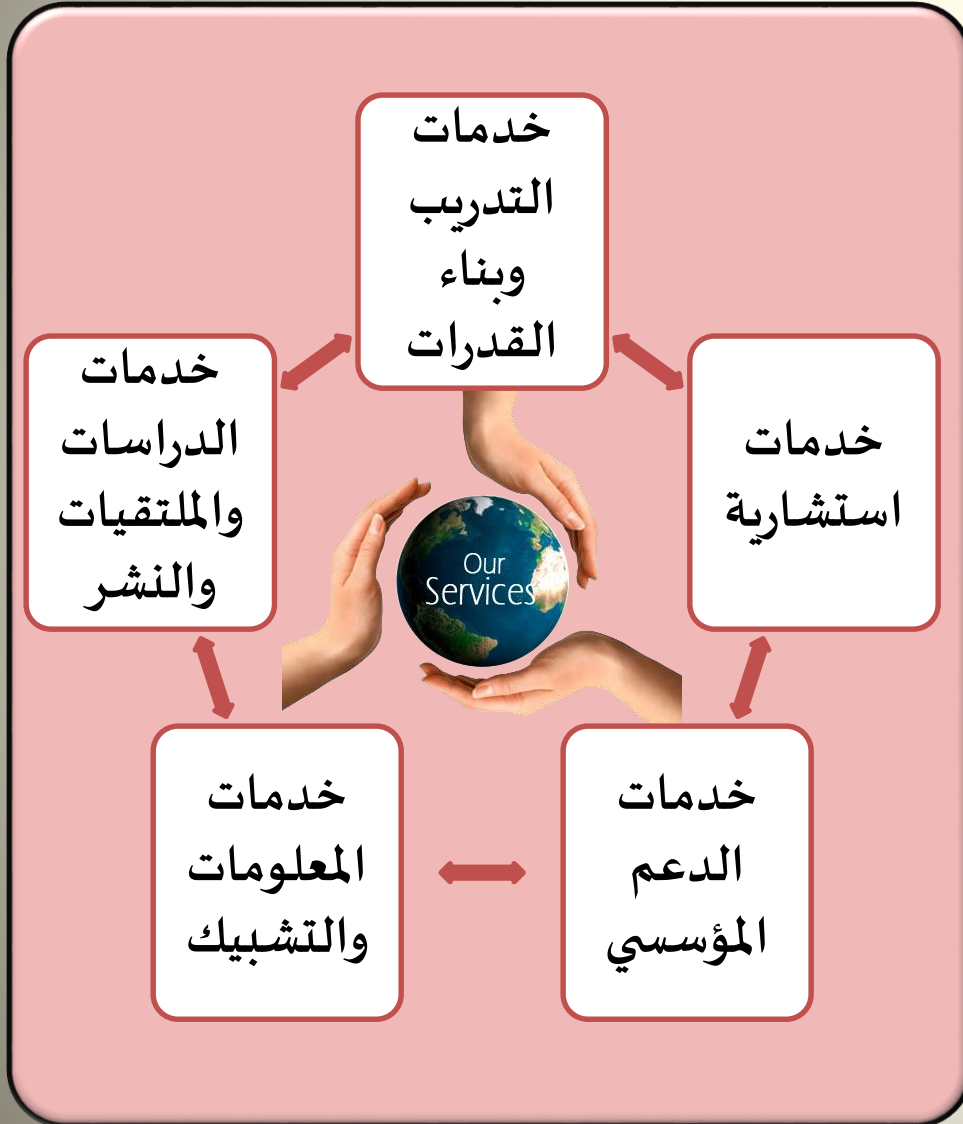 خدمات
التدريب
وبناء
القدرات
خدمات
استشارية
خدمات
الدراسات
والملتقيات
والنشر
Our
Services
خدمات
الدعم
المؤسسي
خدمات
المعلومات
والتشبيك